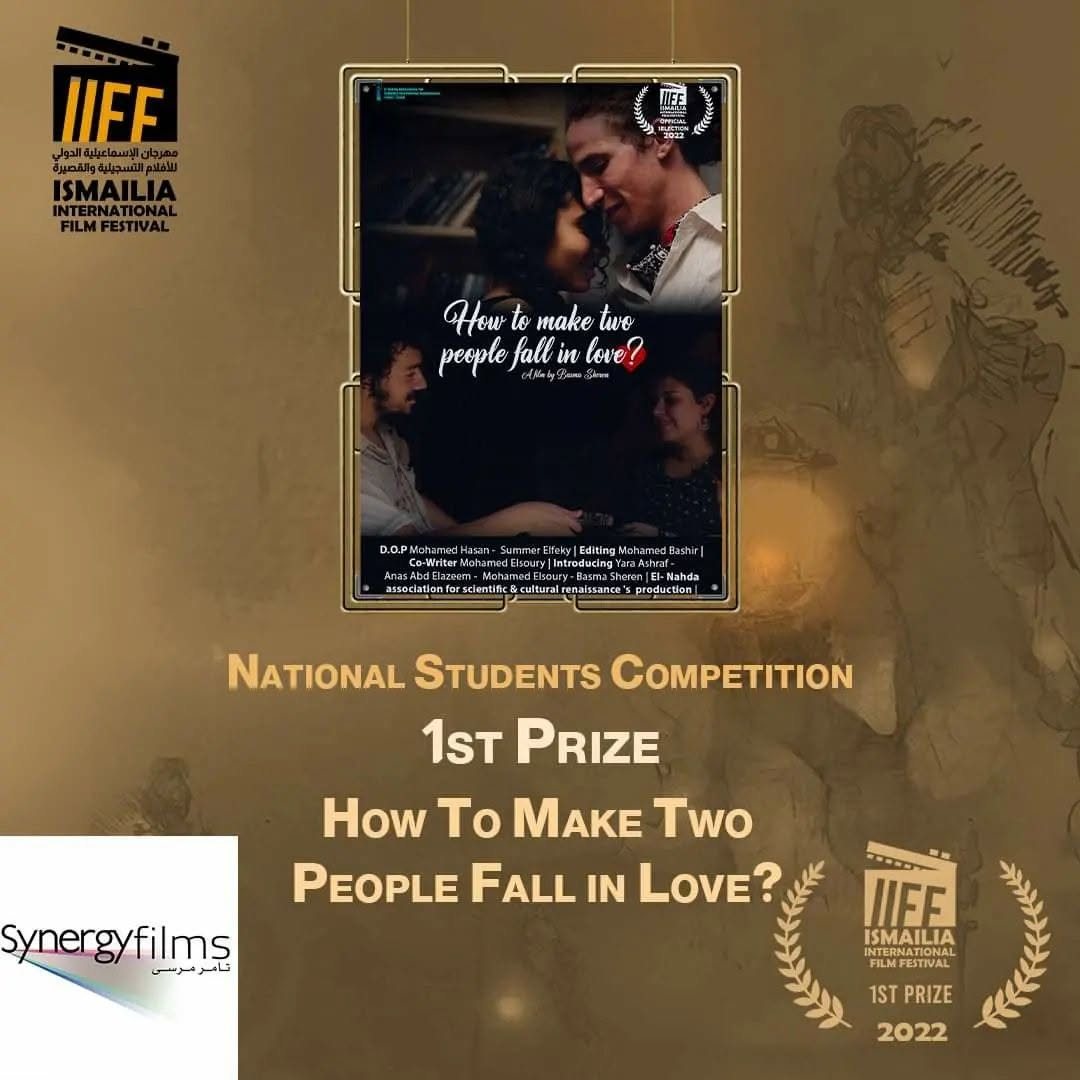 IIFF
مهرجان الإسماعيلية الدولي
للأفلام التسجيلية والقصيرة
ISMAILIA
INTERNATIONAL
FILM FESTIVAL
IIFF
ISMAILIA
INTERNATIONAL
FILM FESTIVAL
OFFICIAL
SELECTION
2022
How to make two
people fall in love?
A film by Basma Sheren
D.O.P Mohamed Hasan - Summer Elfeky | Editing Mohamed Bashir |
Co-Writer Mohamed Elsoury | Introducing Yara Ashraf -
Anas Abd Elazeem - Mohamed Elsoury - Basma Sheren | El- Nahda
association for scientific & cultural renaissance 's production |
NATIONAL STUDENTS COMPETITION
1ST PRIZE
HOW TO MAKE TWO
PEOPLE FALL IN LOVE?
Synergyfilms
تامر مرسى
IIFF
ISMAILIA
INTERNATIONAL
FILM FESTIVAL
1ST PRIZE
2022